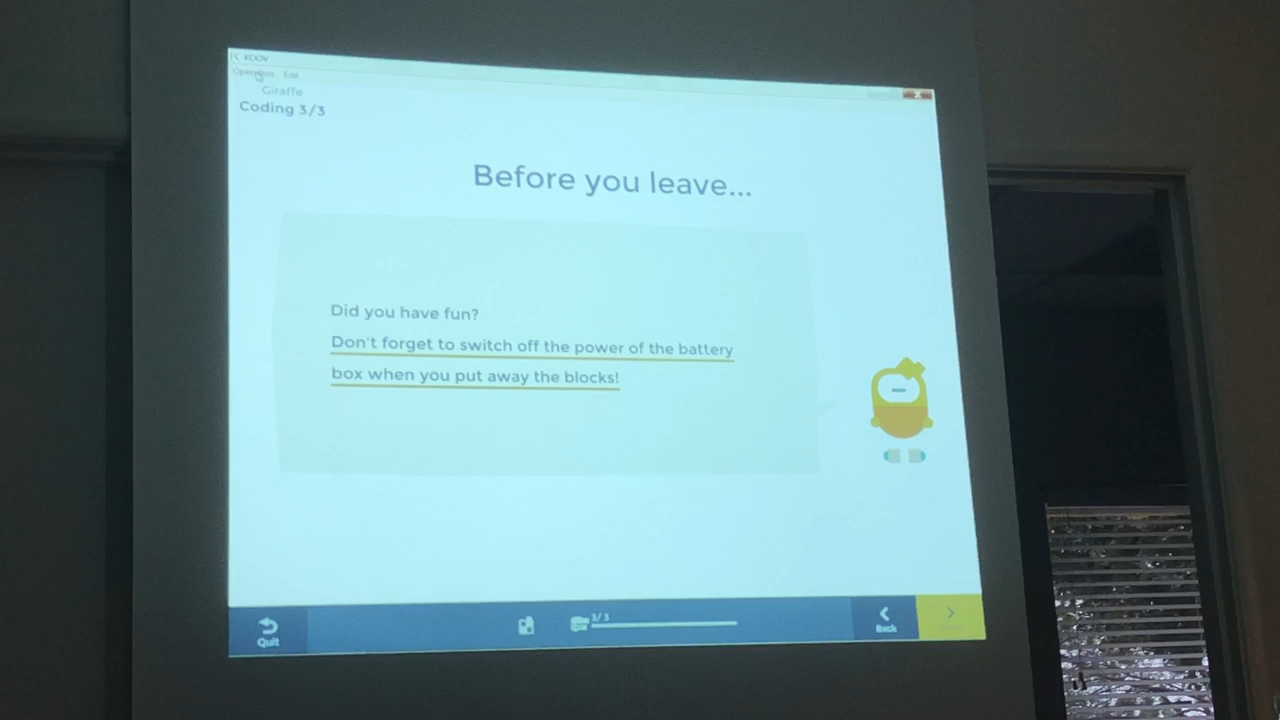 KOOV
Operation Edit
Giraffe
Coding 3/3
Before you leave...
Did you have fun?
Don't forget to switch off the power of the battery
box when you put away the blocks!
Quit
3/3
Back